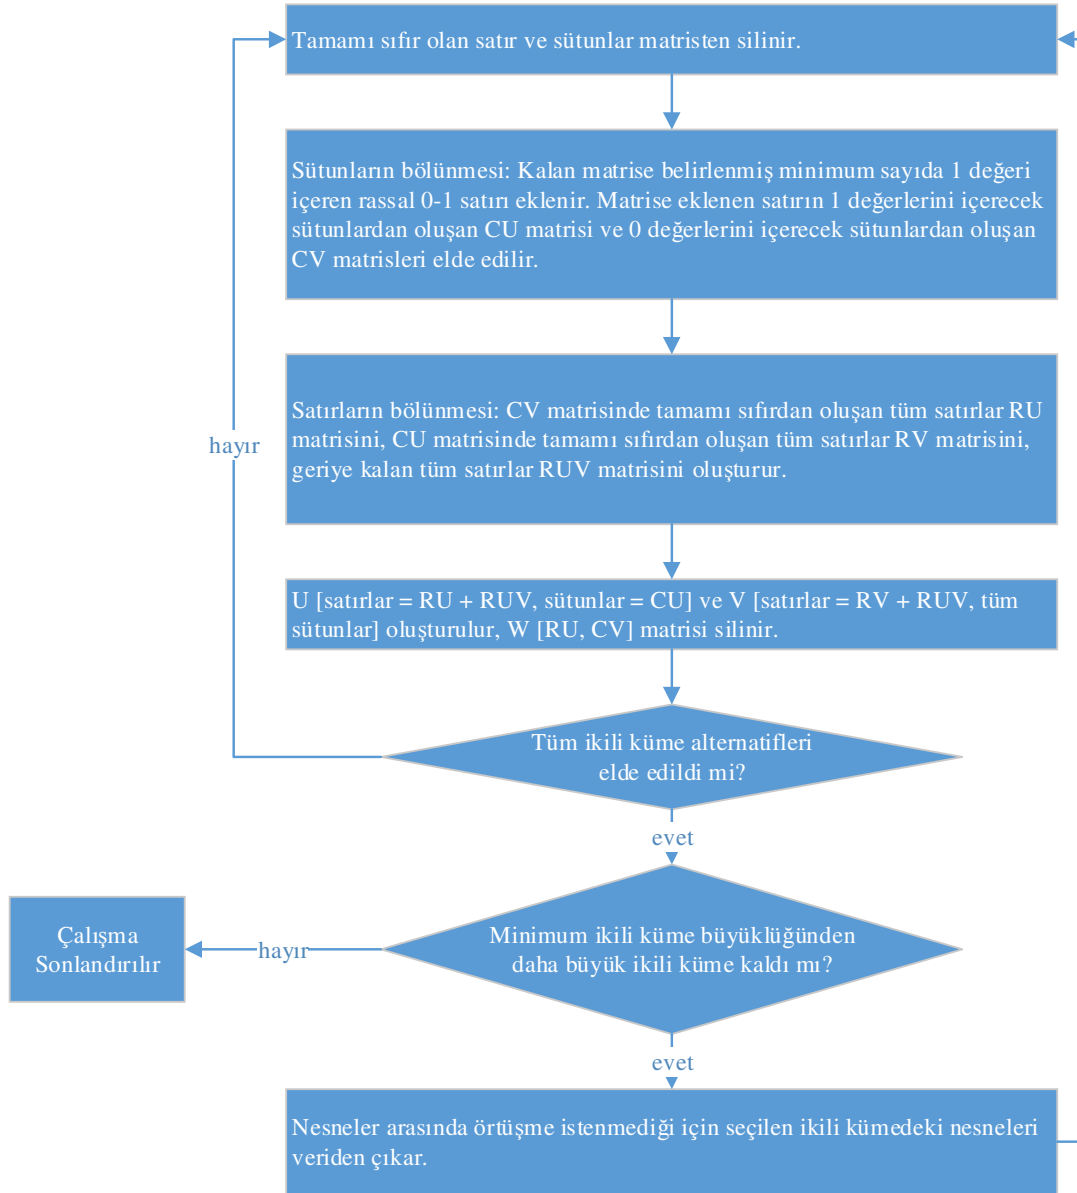 Tamamı sıfır olan satır ve sütunlar matristen silinir.
Sütunların bölünmesi: Kalan matrise belirlenmiş minimum sayıda 1 değeri
içeren rassal 0-1 satırı eklenir. Matrise eklenen satırın 1 değerlerini içerecek
sütunlardan oluşan CU matrisi ve 0 değerlerini içerecek sütunlardan oluşan
CV matrisleri elde edilir.
Satırların bölünmesi: CV matrisinde tamamı sıfırdan oluşan tüm satırlar RU
matrisini, CU matrisinde tamamı sıfırdan oluşan tüm satırlar RV matrisini,
geriye kalan tüm satırlar RUV matrisini oluşturur.
hayır
U [satırlar = RU + RUV, sütunlar = CU] ve V [satırlar = RV + RUV, tüm
sütunlar] oluşturulur, W [RU, CV] matrisi silinir.
Tüm ikili küme alternatifleri
elde edildi mi?
evet
Minimum ikili küme büyüklüğünden
daha büyük ikili küme kaldı mı?
hayır
Çalışma
Sonlandırılır
evet
Nesneler arasında örtüşme istenmediği için seçilen ikili kümedeki nesneleri
veriden çıkar.